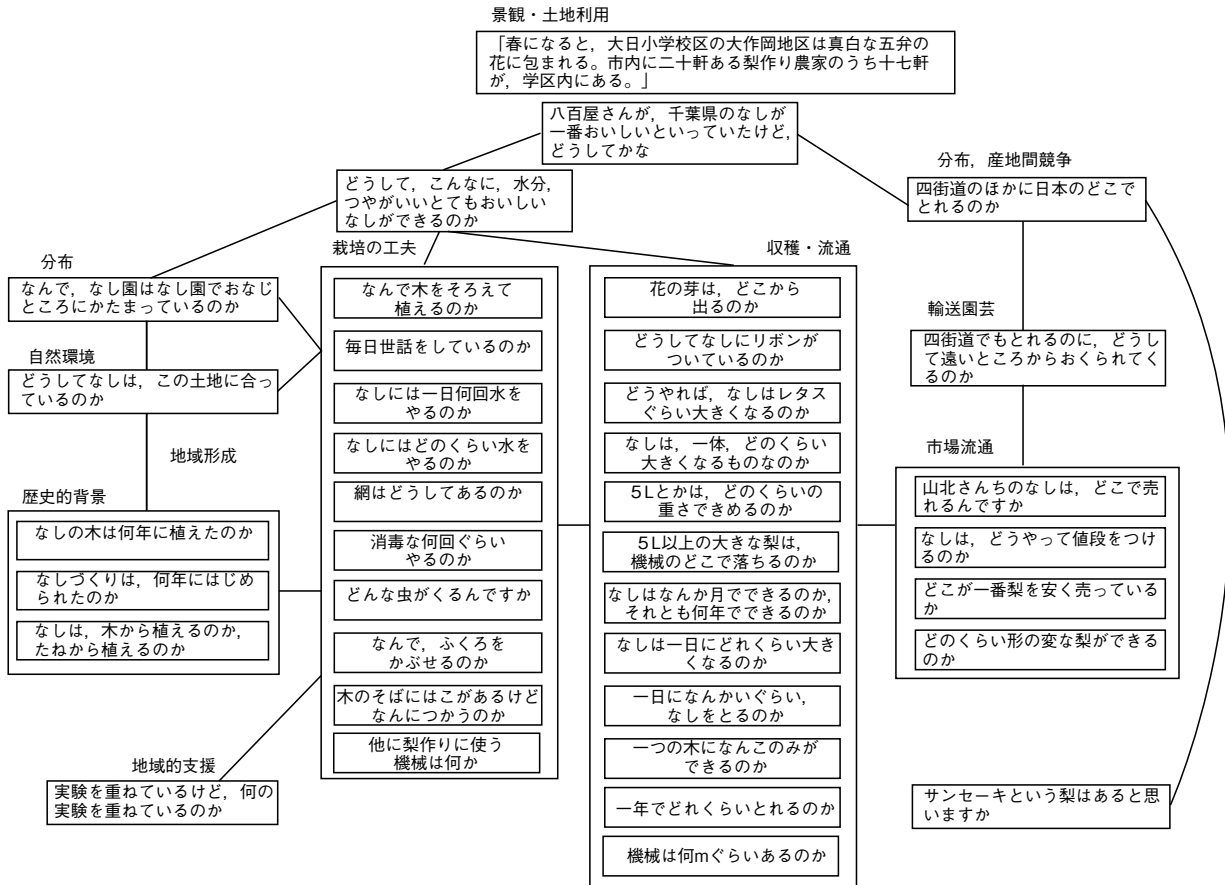 景観・土地利用
「春になると，大日小学校区の大作岡地区は真白な五弁の
花に包まれる。市内に二十軒ある梨作り農家のうち十七軒
が，学区内にある。」
八百屋さんが，千葉県のなしが
一番おいしいといっていたけど，
どうしてかな
どうして，こんなに，水分，
つやがいいとてもおいしい
なしができるのか
分布，産地間競争
四街道のほかに日本のどこで
とれるのか
分布
なんで，なし園はなし園でおなじ
ところにかたまっているのか
自然環境
どうしてなしは，この土地に合っ
ているのか
地域形成
歴史的背景
なしの木は何年に植えたのか
なしづくりは，何年にはじめ
られたのか
なしは，木から植えるのか，
たねから植えるのか
地域的支援
実験を重ねているけど，何の
実験を重ねているのか
栽培の工夫
なんで木をそろえて
植えるのか
毎日世話をしているのか
なしには一日何回水を
やるのか
なしにはどのくらい水を
やるのか
網はどうしてあるのか
消毒な何回ぐらい
やるのか
どんな虫がくるんですか
なんで，ふくろを
かぶせるのか
木のそばにはこがあるけど
なんにつかうのか
他に梨作りに使う
機械は何か
収穫・流通
花の芽は，どこから
出るのか
どうしてなしにリボンが
ついているのか
どうやれば，なしはレタス
ぐらい大きくなるのか
なしは，一体，どのくらい
大きくなるものなのか
５Lとかは，どのくらいの
重さできめるのか
５L以上の大きな梨は，
機械のどこで落ちるのか
なしはなんか月でできるのか，
それとも何年でできるのか
なしは一日にどれくらい大き
くなるのか
一日になんかいぐらい，
なしをとるのか
一つの木になんこのみが
できるのか
一年でどれくらいとれるのか
機械は何mぐらいあるのか
輸送園芸
四街道でもとれるのに，どうし
て遠いところからおくられてく
るのか
市場流通
山北さんちのなしは，どこで売
れるんですか
なしは，どうやって値段をつけ
るのか
どこが一番梨を安く売っている
か
どのくらい形の変な梨ができる
のか
サンセーキという梨はあると思
いますか